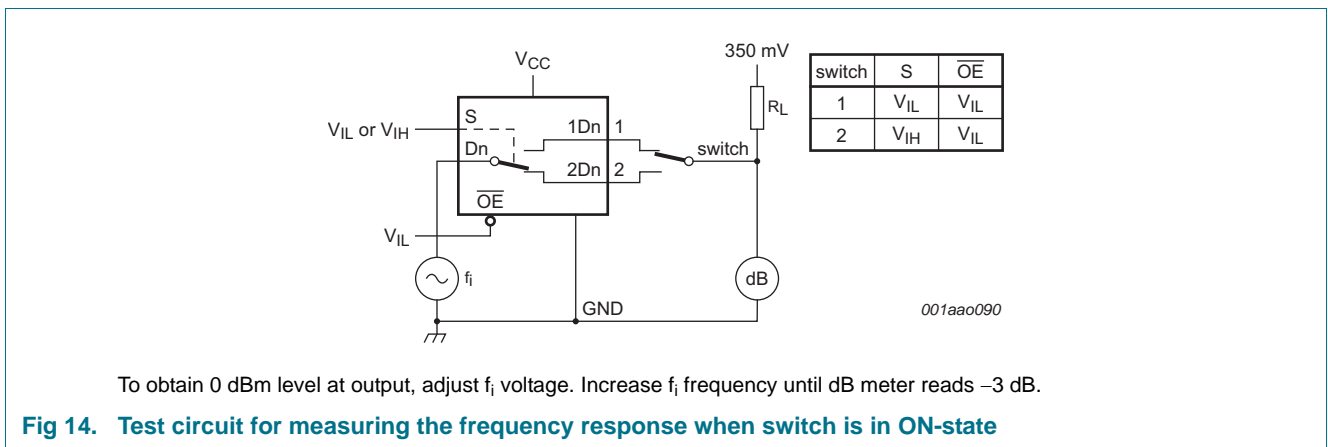 V_CC
350 mV
switch S O̅E̅
1 V_IL V_IL
2 V_IH V_IL
R_L
V_IL or V_IH
S
Dn
1Dn 1
switch
2Dn 2
O̅E̅
V_IL
f_i
dB
GND
001aao090
To obtain 0 dBm level at output, adjust f_i voltage. Increase f_i frequency until dB meter reads −3 dB.
Fig 14. Test circuit for measuring the frequency response when switch is in ON-state